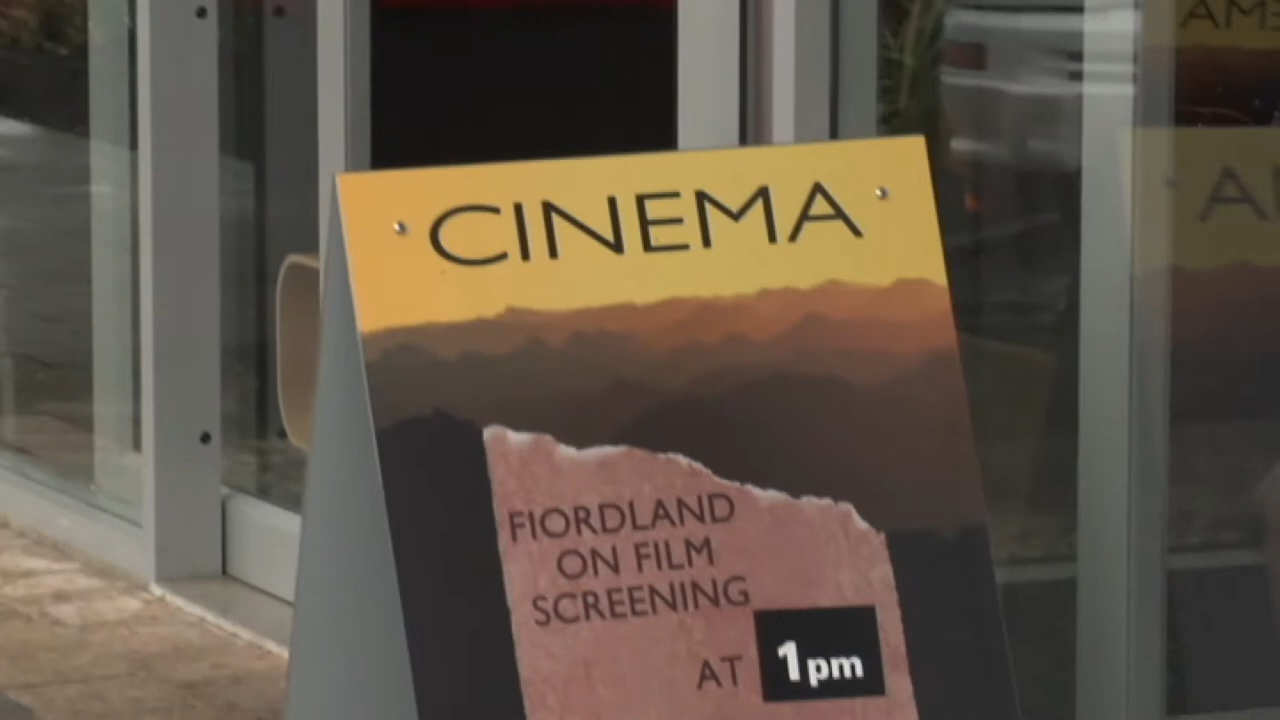 CINEMA
FIORDLAND
ON FILM
SCREENING
AT 1pm